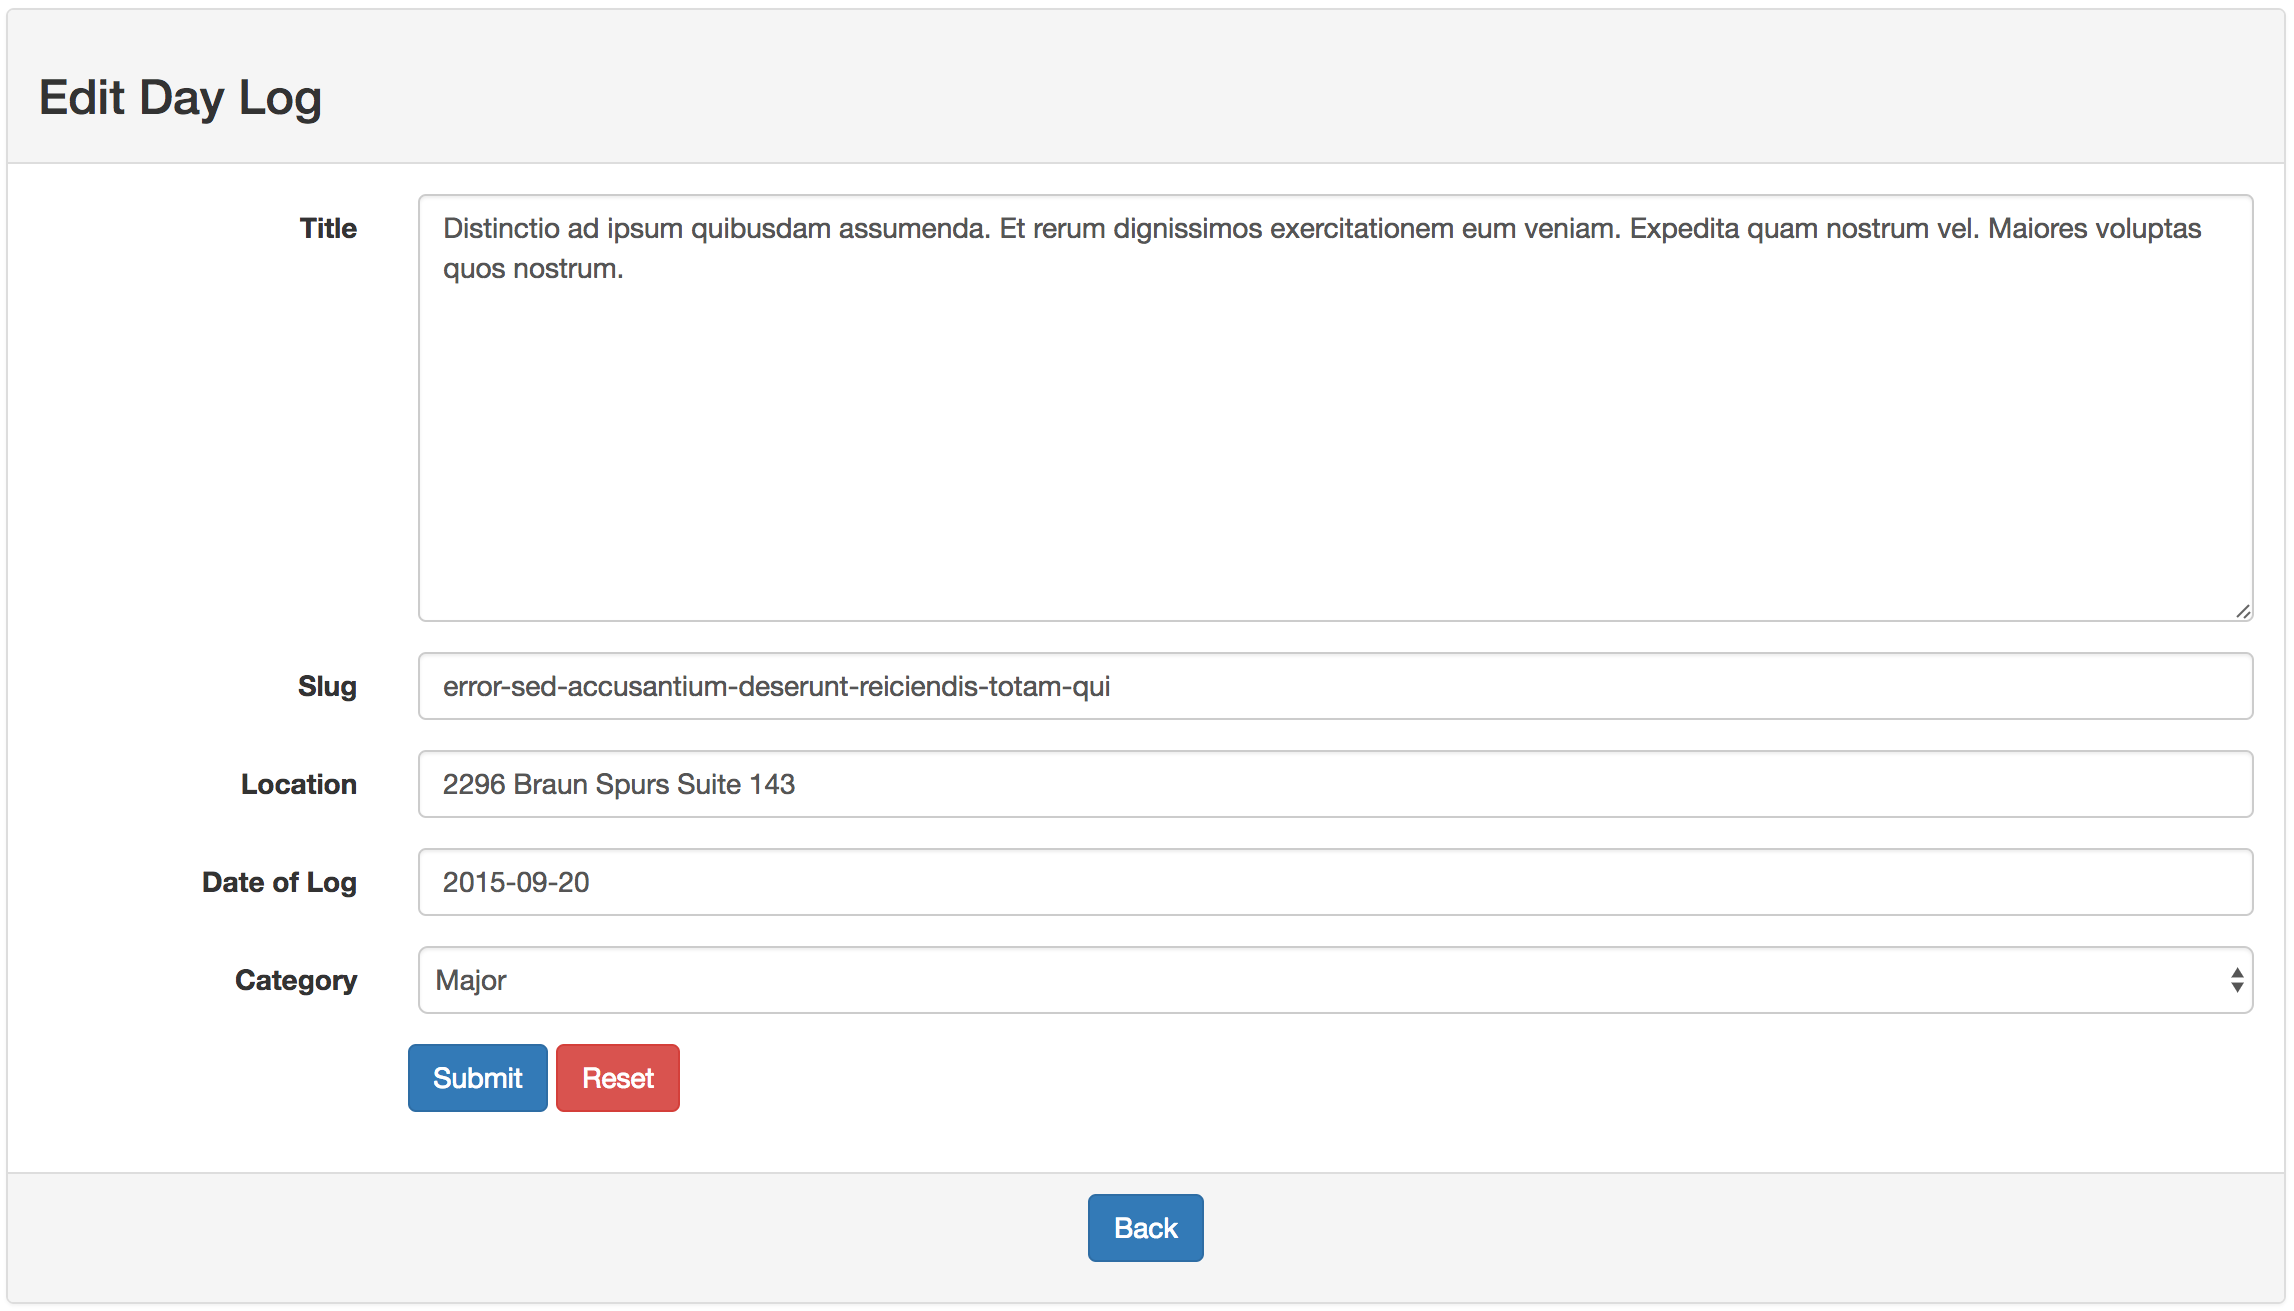 Edit Day Log
Title
Distinctio ad ipsum quibusdam assumenda. Et rerum dignissimos exercitationem eum veniam. Expedita quam nostrum vel. Maiores voluptas
quos nostrum.
Slug
error-sed-accusantium-deserunt-reiciendis-totam-qui
Location
2296 Braun Spurs Suite 143
Date of Log
2015-09-20
Category
Major
Submit Reset
Back